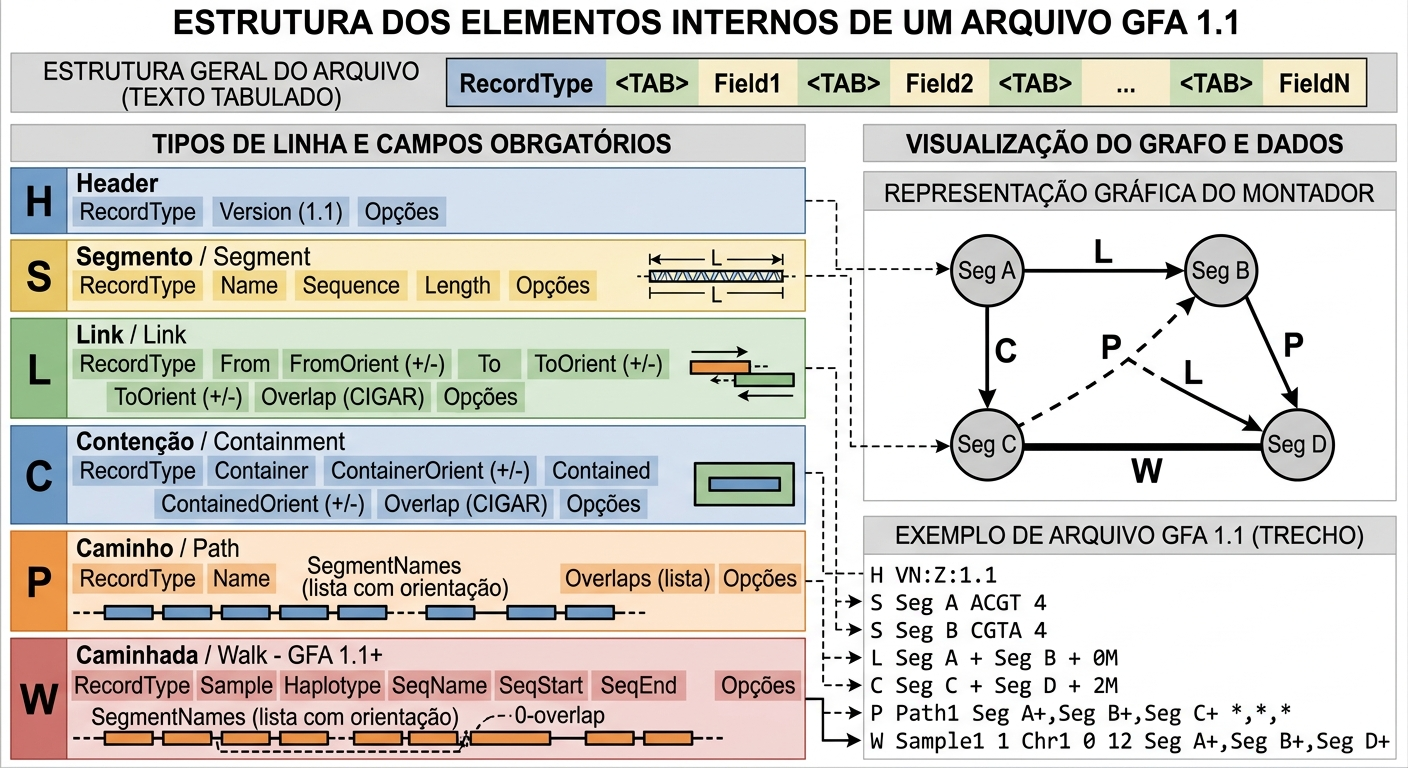 ESTRUTURA DOS ELEMENTOS INTERNOS DE UM ARQUIVO GFA 1.1
ESTRUTURA GERAL DO ARQUIVO
(TEXTO TABULADO)
RecordType <TAB> Field1 <TAB> Field2 <TAB> ... <TAB> FieldN
TIPOS DE LINHA E CAMPOS OBRGATÓRIOS
H
Header
RecordType Version (1.1) Opções
S
Segmento / Segment
RecordType Name Sequence Length Opções
L
L
L
Link / Link
RecordType From FromOrient (+/-) To ToOrient (+/-)
ToOrient (+/-) Overlap (CIGAR) Opções
C
Contenção / Containment
RecordType Container ContainerOrient (+/-) Contained
ContainedOrient (+/-) Overlap (CIGAR) Opções
P
Caminho / Path
RecordType Name SegmentNames
(lista com orientação) Overlaps (lista) Opções
W
Caminhada / Walk - GFA 1.1+
RecordType Sample Haplotype SeqName SeqStart SeqEnd Opções
SegmentNames (lista com orientação) 0-overlap
VISUALIZAÇÃO DO GRAFO E DADOS
REPRESENTAÇÃO GRÁFICA DO MONTADOR
Seg A L Seg B
C P L P
Seg C W Seg D
EXEMPLO DE ARQUIVO GFA 1.1 (TRECHO)
H VN:Z:1.1
S Seg A ACGT 4
S Seg B CGTA 4
L Seg A + Seg B + 0M
C Seg C + Seg D + 2M
P Path1 Seg A+,Seg B+,Seg C+ *,*,*
W Sample1 1 Chr1 0 12 Seg A+,Seg B+,Seg D+